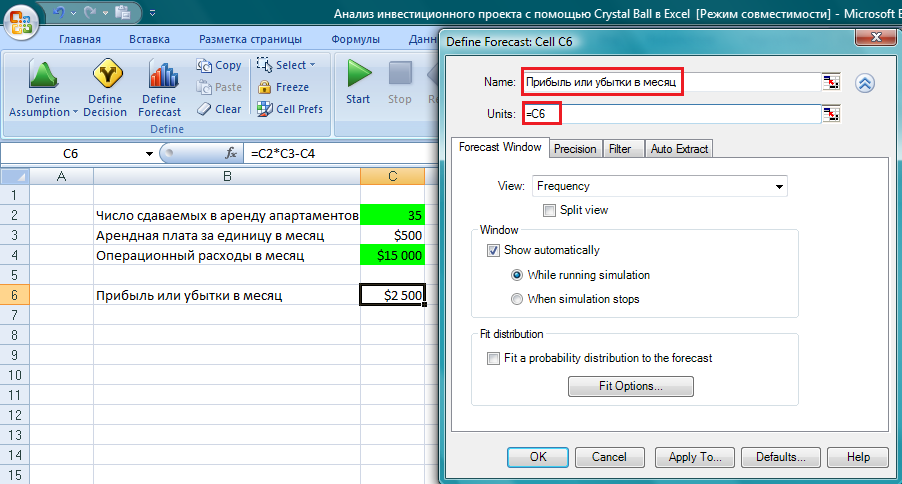 Анализ инвестиционного проекта с помощью Crystal Ball в Excel [Режим совместимости] - Microsoft E
Главная Вставка Разметка страницы Формулы
Define Assumption
Define Decision
Define Forecast
Copy
Paste
Clear
Select
Freeze
Cell Prefs
Start
Stop
Define
C6 fx =C2*C3-C4
A B C
1
2 Число сдаваемых в аренду апартаментов 35
3 Арендная плата за единицу в месяц $500
4 Операционный расходы в месяц $15 000
5
6 Прибыль или убытки в месяц $2 500
7
8
9
10
11
12
13
14
15
Define Forecast: Cell C6
Name: Прибыль или убытки в месяц
Units: =C6
Forecast Window Precision Filter Auto Extract
View: Frequency
Split view
Window
Show automatically
While running simulation
When simulation stops
Fit distribution
Fit a probability distribution to the forecast
Fit Options...
OK Cancel Apply To... Defaults... Help